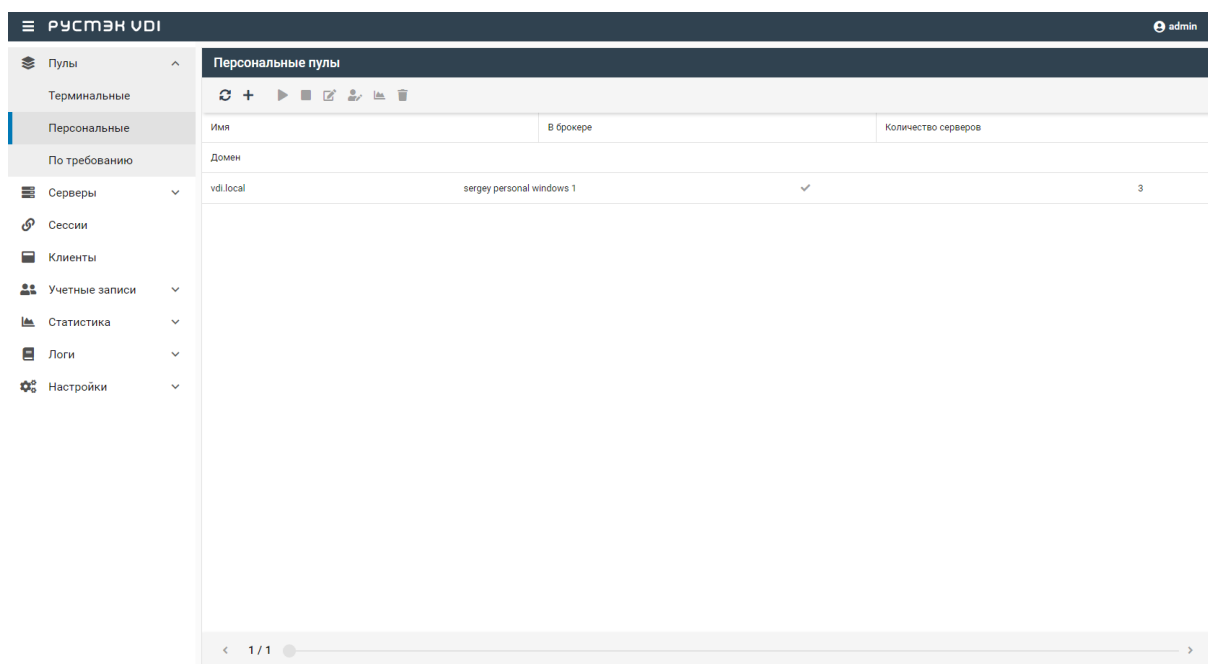 РУСТЭК VDI
admin
Пулы
Терминальные
Персональные
По требованию
Серверы
Сессии
Клиенты
Учетные записи
Статистика
Логи
Настройки
Персональные пулы
Имя В брокере Количество серверов
Домен
vdi.local sergey personal windows 1 3
1 / 1